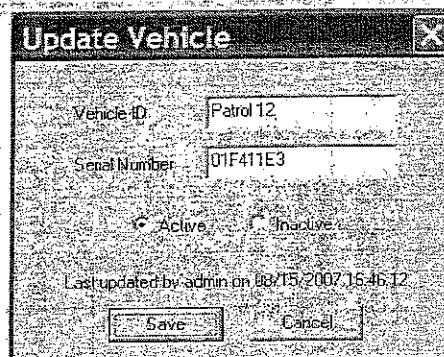 Update Vehicle
Vehicle ID Patrol 12
Serial Number 01F411E3
Active Inactive
Last updated by admin on 08/15/2007 16:46:12
Save Cancel